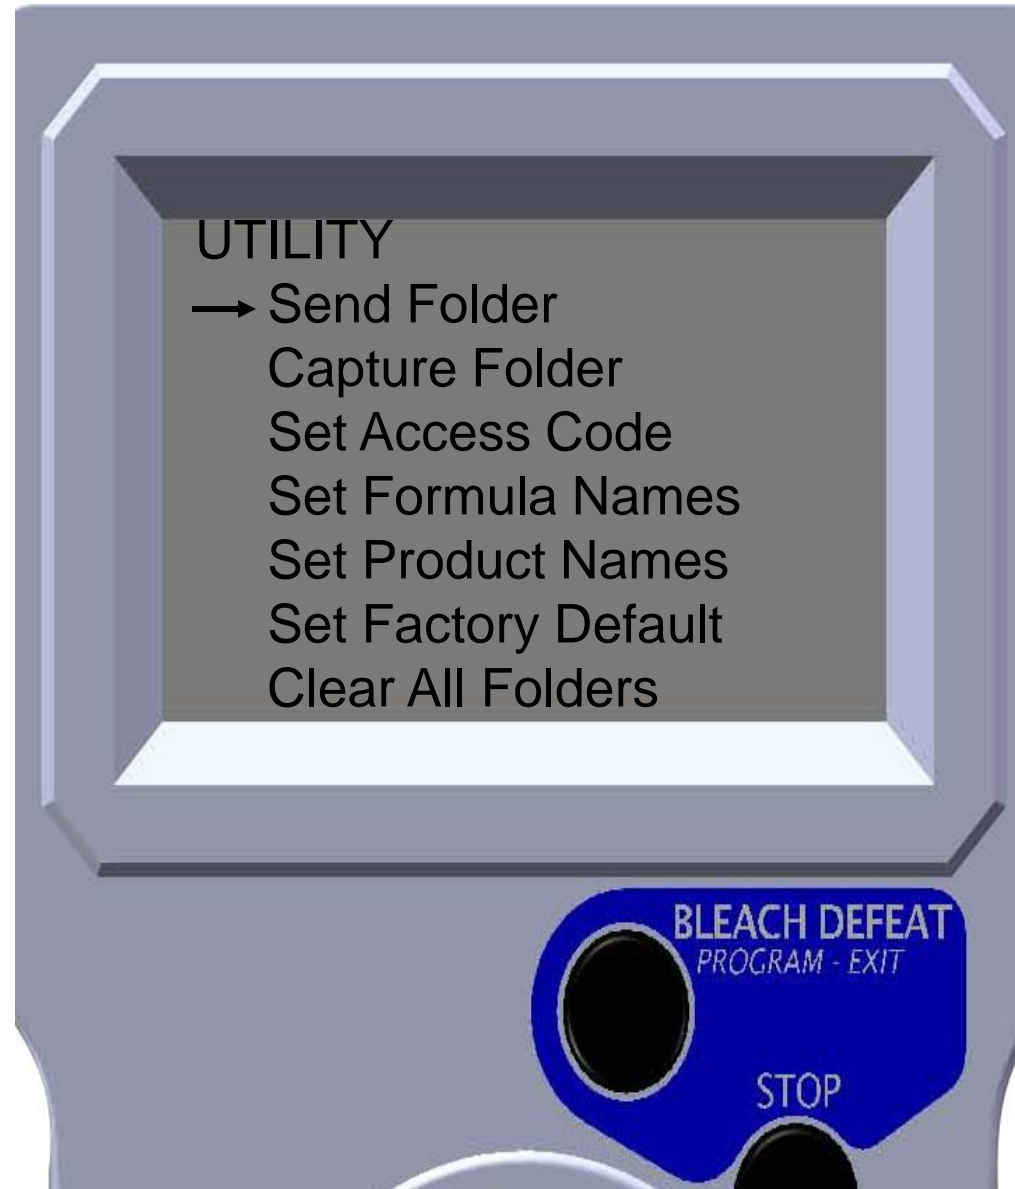 UTILITY
Send Folder
Capture Folder
Set Access Code
Set Formula Names
Set Product Names
Set Factory Default
Clear All Folders
BLEACH DEFEAT
PROGRAM - EXIT
STOP